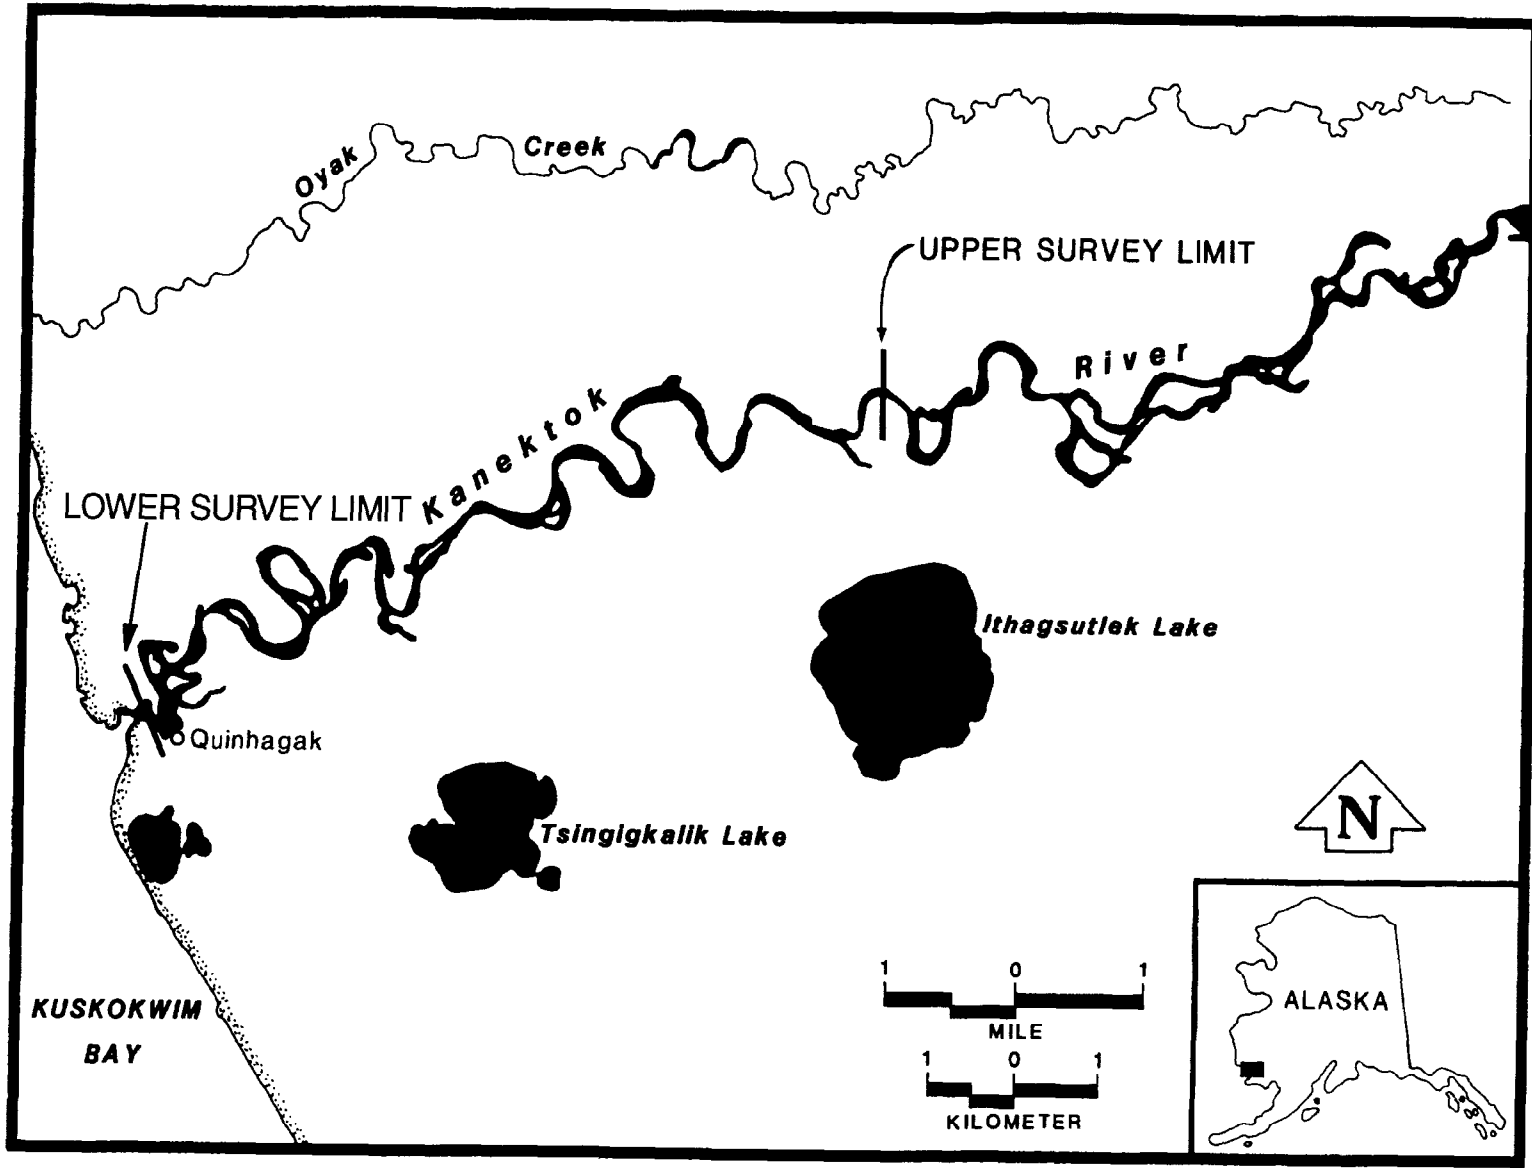 Oyak Creek
UPPER SURVEY LIMIT
Kanektok River
LOWER SURVEY LIMIT
Ithagsutlek Lake
Quinhagak
Tsingigkalik Lake
N
KUSKOKWIM
BAY
1 0 1
MILE
1 0 1
KILOMETER
ALASKA